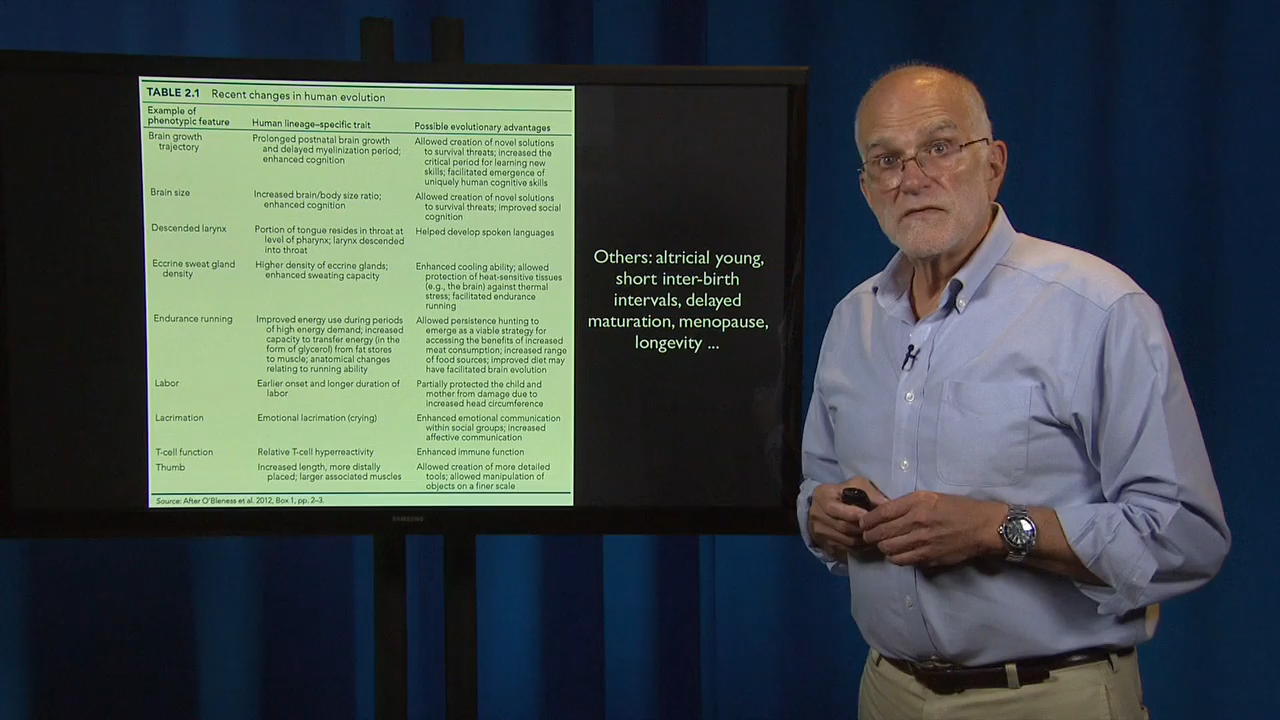 TABLE 2.1 Recent changes in human evolution
Example of
phenotypic feature
Human lineage–specific trait
Possible evolutionary advantages
Brain growth
trajectory
Prolonged postnatal brain growth
and delayed myelinization period;
enhanced cognition
Allowed creation of novel solutions
to survival threats; increased the
critical period for learning new
skills; facilitated emergence of
uniquely human cognitive skills
Brain size
Increased brain/body size ratio;
enhanced cognition
Allowed creation of novel solutions
to survival threats; improved social
cognition
Descended larynx
Portion of tongue resides in throat at
level of pharynx; larynx descended
into throat
Helped develop spoken languages
Eccrine sweat gland
density
Higher density of eccrine glands;
enhanced sweating capacity
Enhanced cooling ability; allowed
protection of heat-sensitive tissues
(e.g., the brain) against thermal
stress; facilitated endurance
running
Endurance running
Improved energy use during periods
of high energy demand; increased
capacity to transfer energy (in the
form of glycerol) from fat stores
to muscle; anatomical changes
relating to running ability
Allowed persistence hunting to
emerge as a viable strategy for
accessing the benefits of increased
meat consumption; increased range
of food sources; improved diet may
have facilitated brain evolution
Labor
Earlier onset and longer duration of
labor
Partially protected the child and
mother from damage due to
increased head circumference
Lacrimation
Emotional lacrimation (crying)
Enhanced emotional communication
within social groups; increased
affective communication
T-cell function
Relative T-cell hyperreactivity
Enhanced immune function
Thumb
Increased length, more distally
placed; larger associated muscles
Allowed creation of more detailed
tools; allowed manipulation of
objects on a finer scale
Source: After O'Bleness et al. 2012, Box 1, pp. 2–3.
Others: altricial young,
short inter-birth
intervals, delayed
maturation, menopause,
longevity ...
SAMSUNG